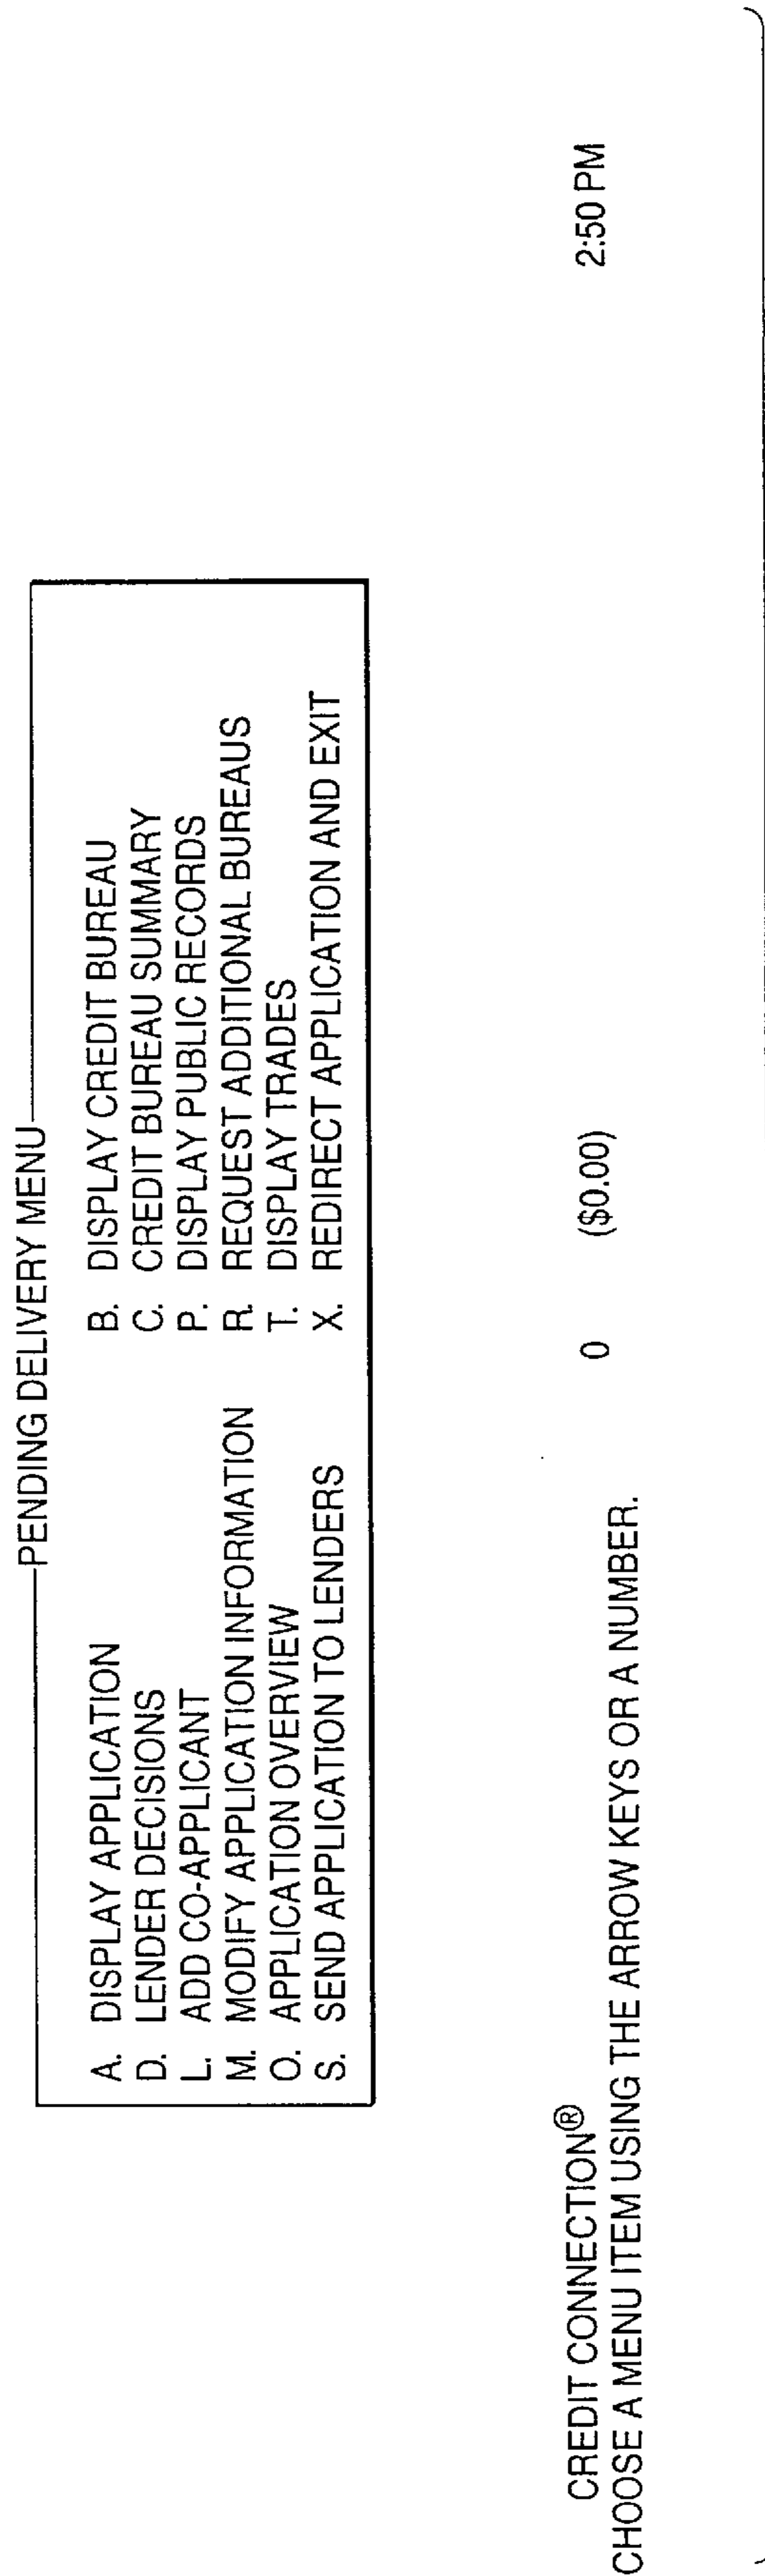 PENDING DELIVERY MENU
A. DISPLAY APPLICATION B. DISPLAY CREDIT BUREAU
D. LENDER DECISIONS C. CREDIT BUREAU SUMMARY
L. ADD CO-APPLICANT P. DISPLAY PUBLIC RECORDS
M. MODIFY APPLICATION INFORMATION R. REQUEST ADDITIONAL BUREAUS
O. APPLICATION OVERVIEW T. DISPLAY TRADES
S. SEND APPLICATION TO LENDERS X. REDIRECT APPLICATION AND EXIT
CREDIT CONNECTION® 0 ($0.00) 2:50 PM
CHOOSE A MENU ITEM USING THE ARROW KEYS OR A NUMBER.